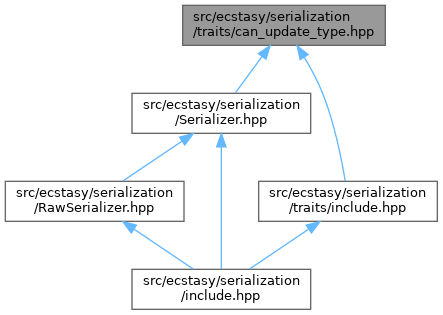 src/ecstasy/serialization
/traits/can_update_type.hpp
src/ecstasy/serialization
/Serializer.hpp
src/ecstasy/serialization
/RawSerializer.hpp
src/ecstasy/serialization
/traits/include.hpp
src/ecstasy/serialization
/include.hpp